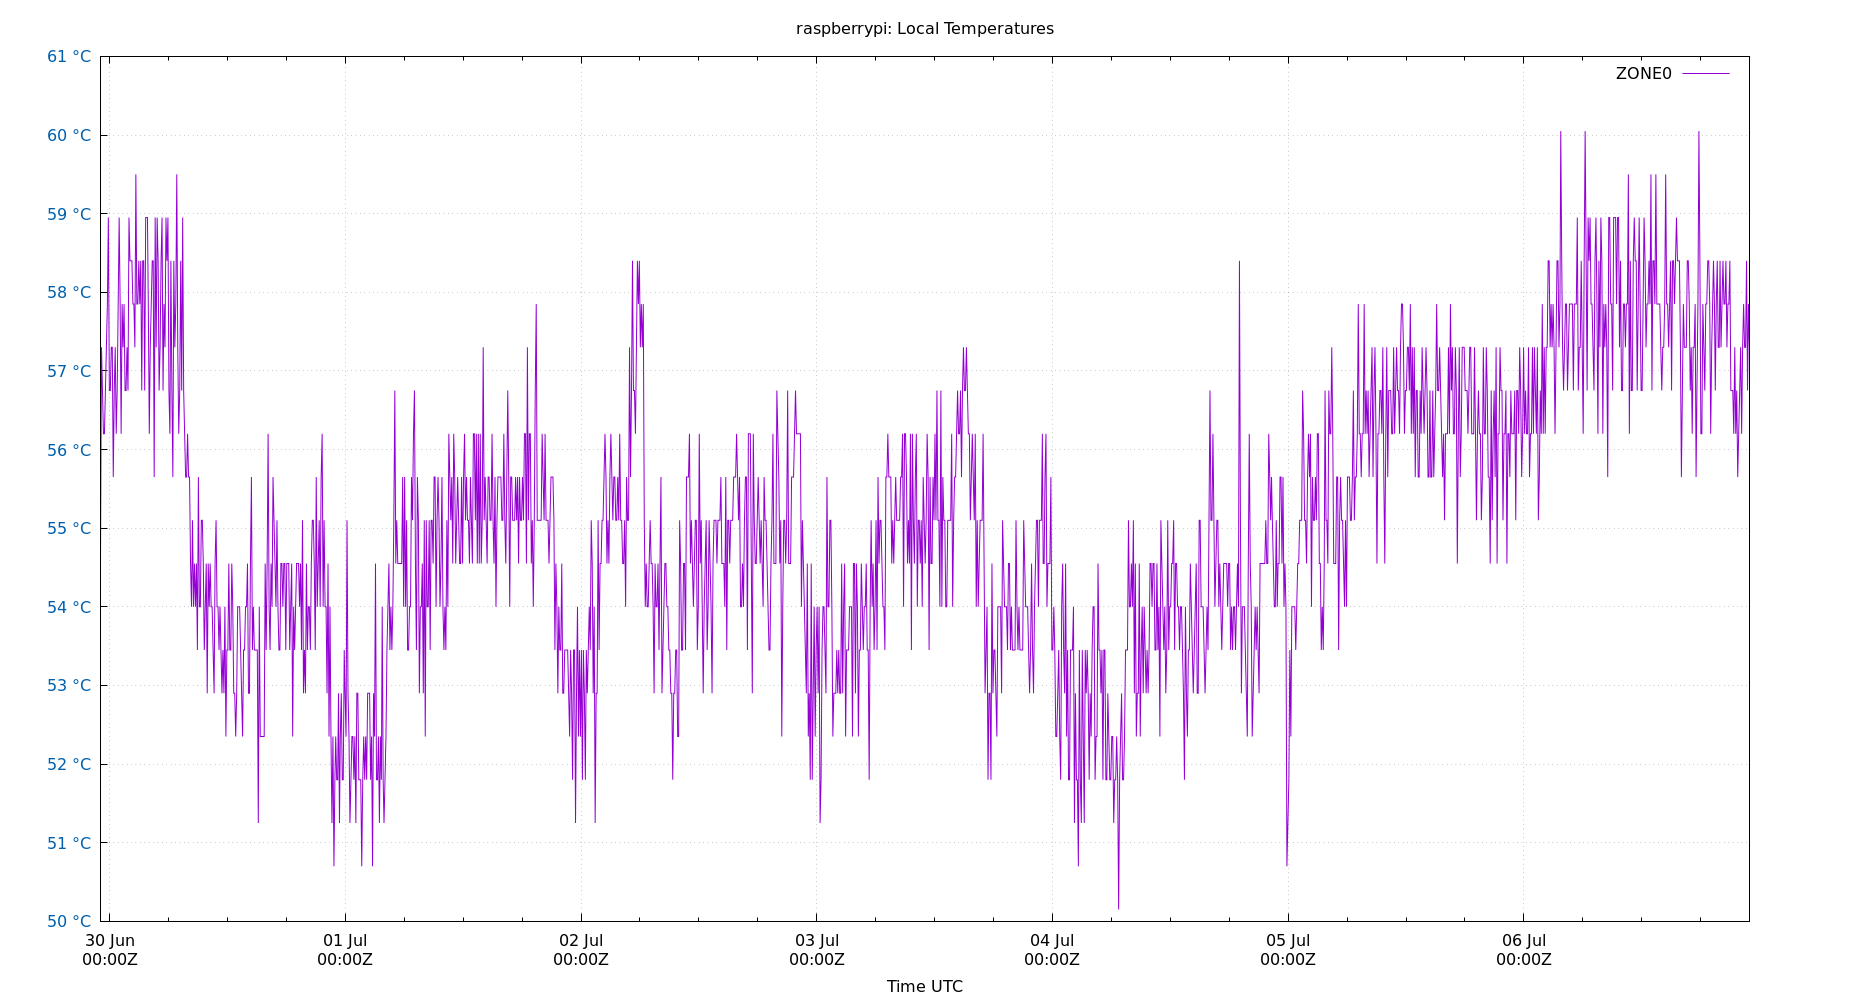 raspberrypi: Local Temperatures
61 °C
ZONE0
60 °C
59 °C
58 °C
57 °C
56 °C
55 °C
54 °C
53 °C
52 °C
51 °C
50 °C
30 Jun 01 Jul 02 Jul 03 Jul 04 Jul 05 Jul 06 Jul
00:00Z 00:00Z 00:00Z 00:00Z 00:00Z 00:00Z 00:00Z
Time UTC